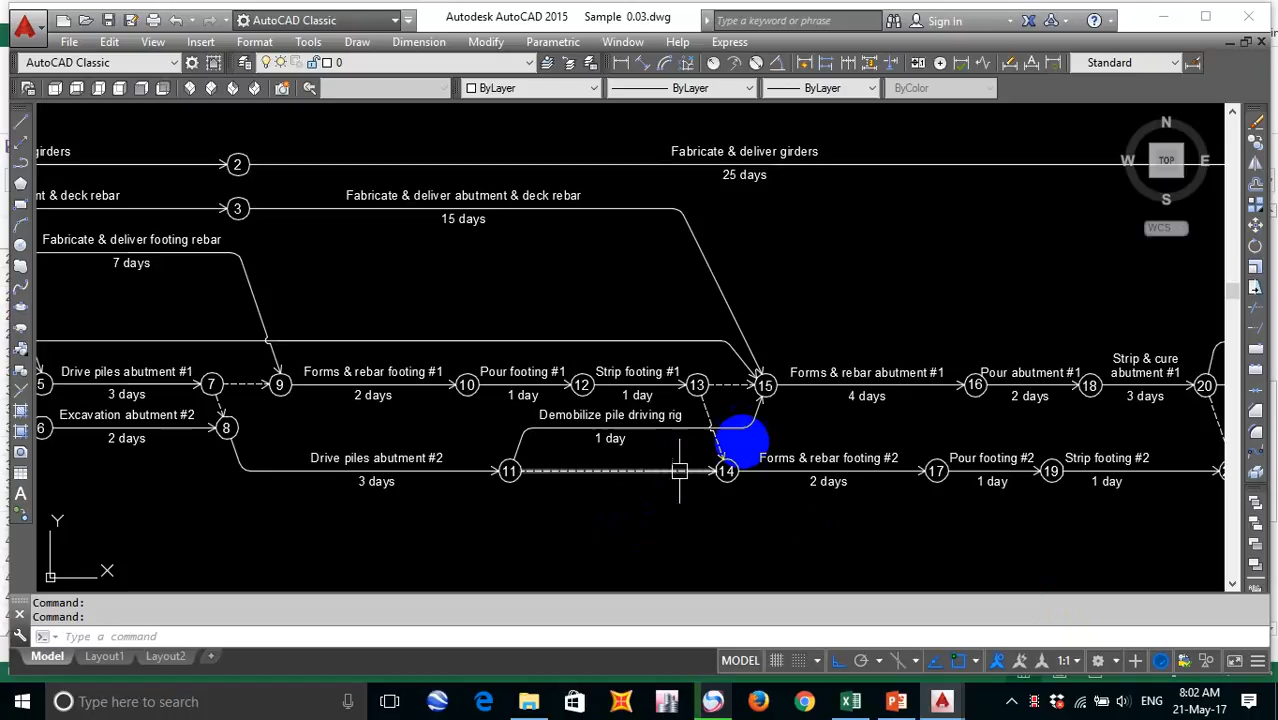 AutoCAD Classic
Autodesk AutoCAD 2015 Sample 0.03.dwg
Type a keyword or phrase
Sign In
File Edit View Insert Format Tools Draw Dimension Modify Parametric Window Help Express
AutoCAD Classic
0
Standard
ByLayer
ByLayer
ByLayer
ByColor
girders
2
Fabricate & deliver girders
25 days
N
W TOP E
S
WCS
t & deck rebar
3
Fabricate & deliver abutment & deck rebar
15 days
Fabricate & deliver footing rebar
7 days
5 Drive piles abutment #1 7 9 Forms & rebar footing #1 10 Pour footing #1 12 Strip footing #1 13 15 Forms & rebar abutment #1 16 Pour abutment #1 18 Strip & cure abutment #1 20
3 days 2 days 1 day 1 day 4 days 2 days 3 days
6 Excavation abutment #2 8
2 days
Demobilize pile driving rig
1 day
Drive piles abutment #2 11 14 Forms & rebar footing #2 17 Pour footing #2 19 Strip footing #2
3 days 2 days 1 day 1 day
Y
X
Command:
Command:
Type a command
Model Layout1 Layout2 +
MODEL
1:1
Type here to search
ENG
8:02 AM
21-May-17